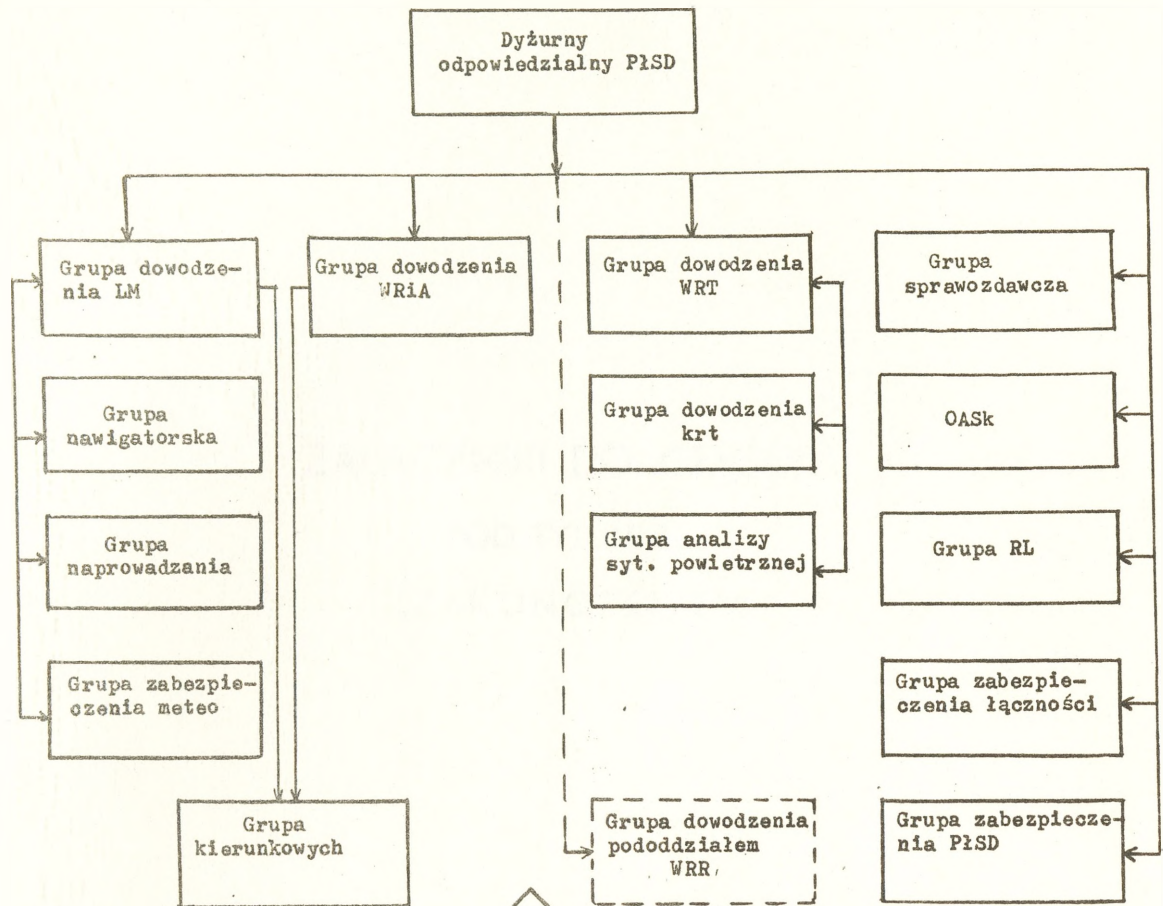 Dyżurny
odpowiedzialny PłSD
Grupa dowodze-
nia LM
Grupa dowodzenia
WRiA
Grupa dowodzenia
WRT
Grupa
sprawozdawcza
Grupa
nawigatorska
Grupa dowodzenia
krt
OASk
Grupa
naprowadzania
Grupa analizy
syt. powietrznej
Grupa RL
Grupa zabezpie-
czenia meteo
Grupa zabezpie-
czenia łączności
Grupa
kierunkowych
Grupa dowodzenia
pododdziałem
WRR
Grupa zabezpiecze-
nia PłSD